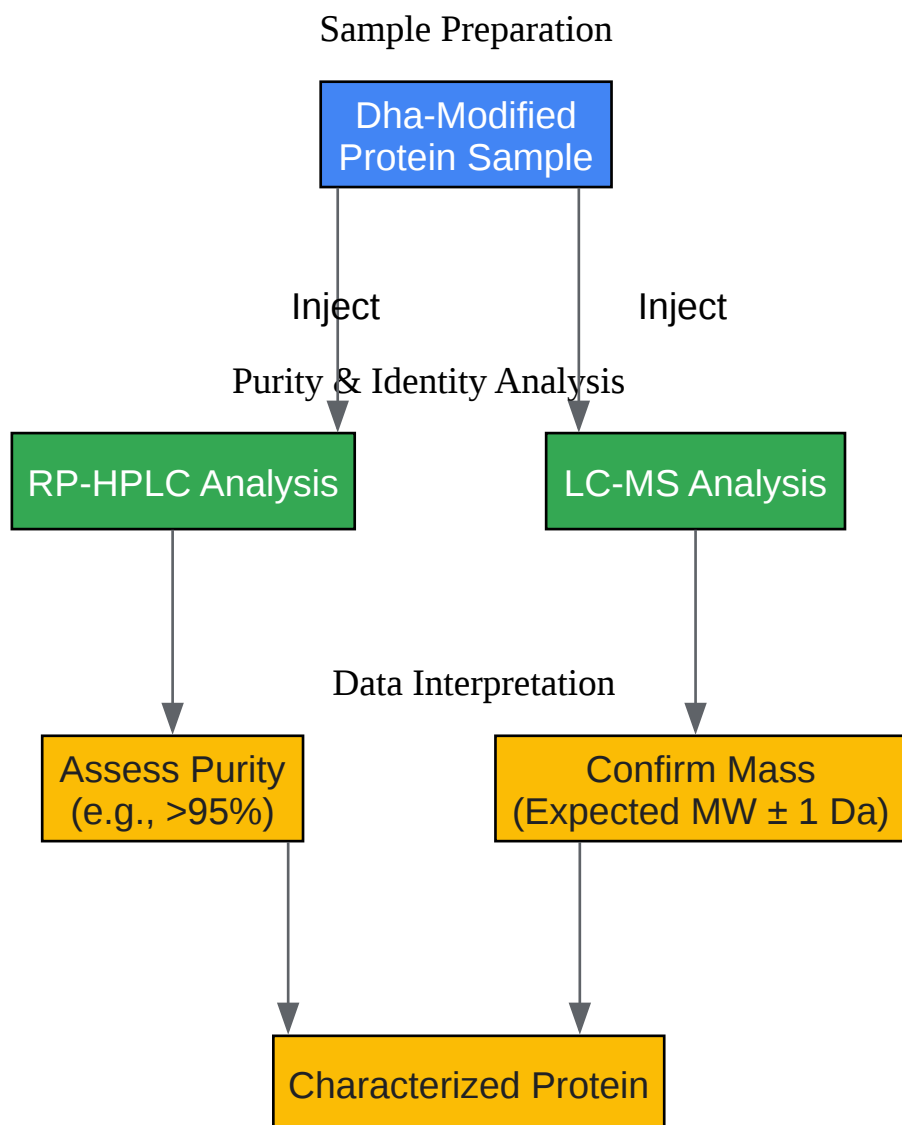 Sample Preparation
Dha-Modified
Protein Sample
Inject
Inject
Purity & Identity Analysis
RP-HPLC Analysis
LC-MS Analysis
Data Interpretation
Assess Purity
(e.g., >95%)
Confirm Mass
(Expected MW ± 1 Da)
Characterized Protein